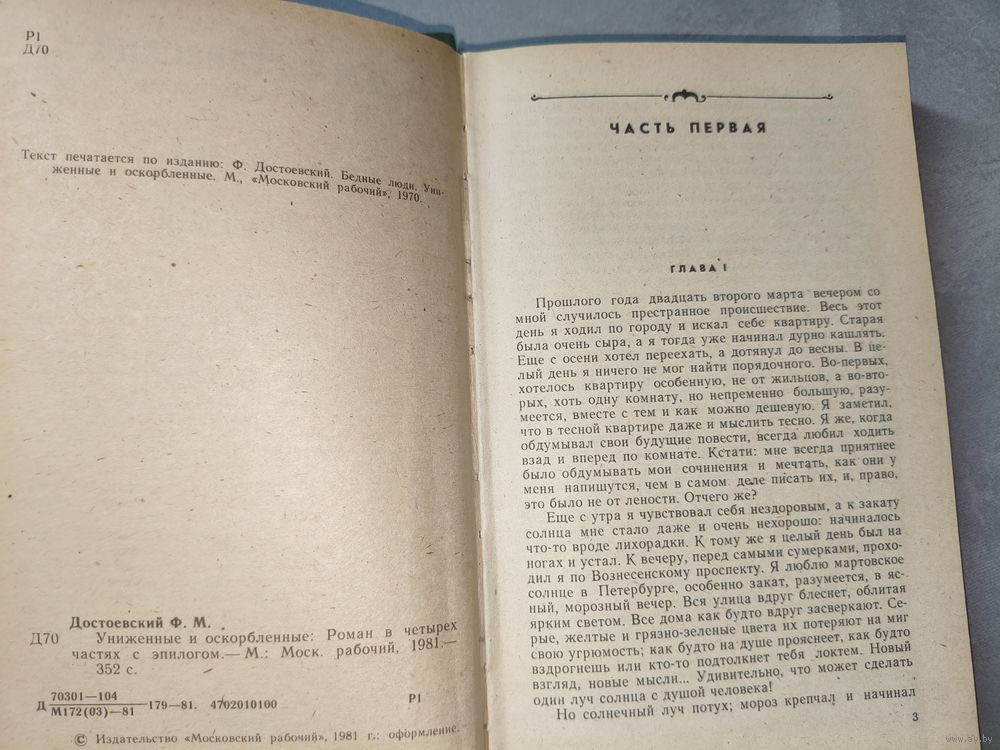 Р1
Д70
Текст печатается по изданию: Ф. Достоевский. Бедные люди. Уни-
женные и оскорбленные. М., «Московский рабочий», 1970.
Достоевский Ф. М.
Д70 Униженные и оскорбленные: Роман в четырех
частях с эпилогом.— М.: Моск. рабочий, 1981.—
352 с.
70301—104
Д М172(03)—81 179—81. 4702010100 Р1
© Издательство «Московский рабочий», 1981 г.: оформление.
ЧАСТЬ ПЕРВАЯ
ГЛАВА I
Прошлого года двадцать второго марта вечером со
мной случилось престранное происшествие. Весь этот
день я ходил по городу и искал себе квартиру. Старая
была очень сыра, а я тогда уже начинал дурно кашлять.
Еще с осени хотел переехать, а дотянул до весны. В це-
лый день я ничего не мог найти порядочного. Во-первых,
хотелось квартиру особенную, не от жильцов, а во-вто-
рых, хоть одну комнату, но непременно большую, разу-
меется, вместе с тем и как можно дешевую. Я заметил,
что в тесной квартире даже и мыслить тесно. Я же, когда
обдумывал свои будущие повести, всегда любил ходить
взад и вперед по комнате. Кстати: мне всегда приятнее
было обдумывать мои сочинения и мечтать, как они у
меня напишутся, чем в самом деле писать их, и, право,
это было не от лености. Отчего же?
Еще с утра я чувствовал себя нездоровым, а к закату
солнца мне стало даже и очень нехорошо: начиналось
что-то вроде лихорадки. К тому же я целый день был на
ногах и устал. К вечеру, перед самыми сумерками, прохо-
дил я по Вознесенскому проспекту. Я люблю мартовское
солнце в Петербурге, особенно закат, разумеется, в яс-
ный, морозный вечер. Вся улица вдруг блеснет, облитая
ярким светом. Все дома как будто вдруг засверкают. Се-
рые, желтые и грязно-зеленые цвета их потеряют на миг
свою угрюмость; как будто на душе прояснеет, как будто
вздрогнешь или кто-то подтолкнет тебя локтем. Новый
взгляд, новые мысли... Удивительно, что может сделать
один луч солнца с душой человека!
Но солнечный луч потух; мороз крепчал и начинал
3
www.ay.by